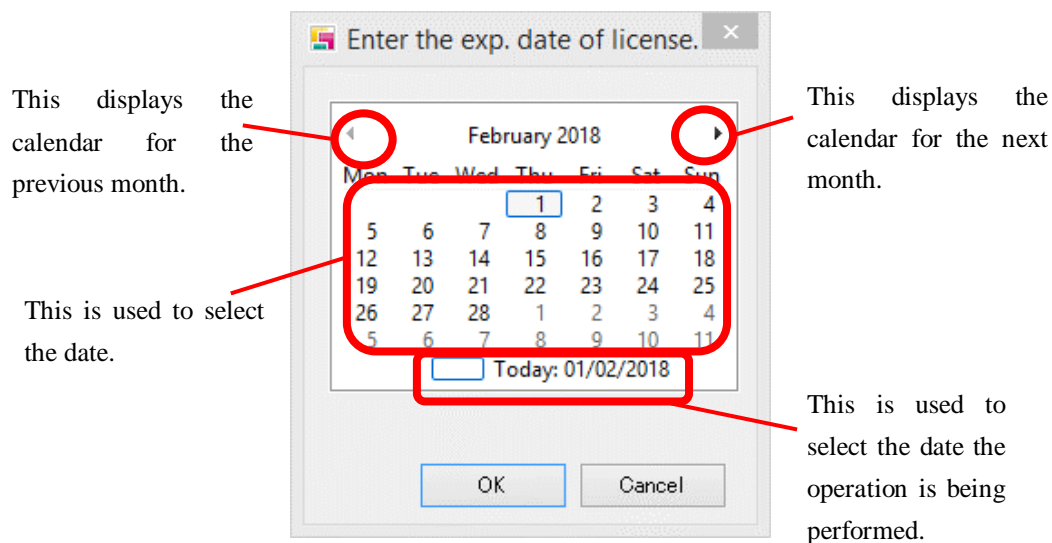 Enter the exp. date of license.
This displays the
calendar for the
previous month.
This displays the
calendar for the next
month.
February 2018
Mon Tue Wed Thu Fri Sat Sun
1 2 3 4
5 6 7 8 9 10 11
12 13 14 15 16 17 18
19 20 21 22 23 24 25
26 27 28 1 2 3 4
5 6 7 8 9 10 11
Today: 01/02/2018
This is used to select
the date.
This is used to
select the date the
operation is being
performed.
OK Cancel